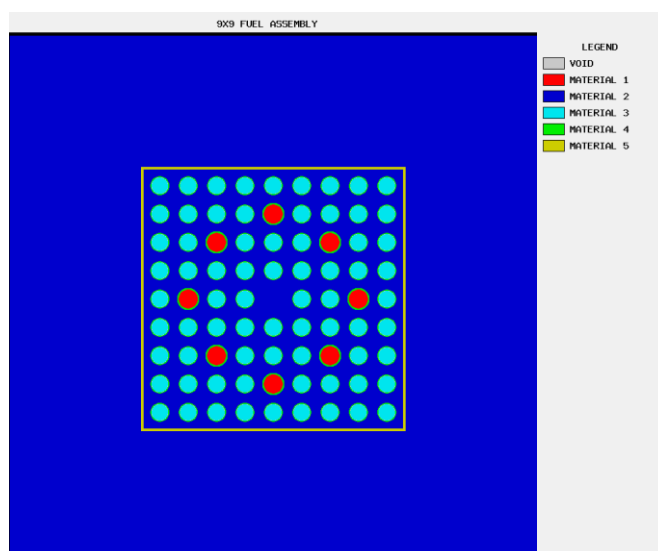 9X9 FUEL ASSEMBLY
LEGEND
VOID
MATERIAL 1
MATERIAL 2
MATERIAL 3
MATERIAL 4
MATERIAL 5